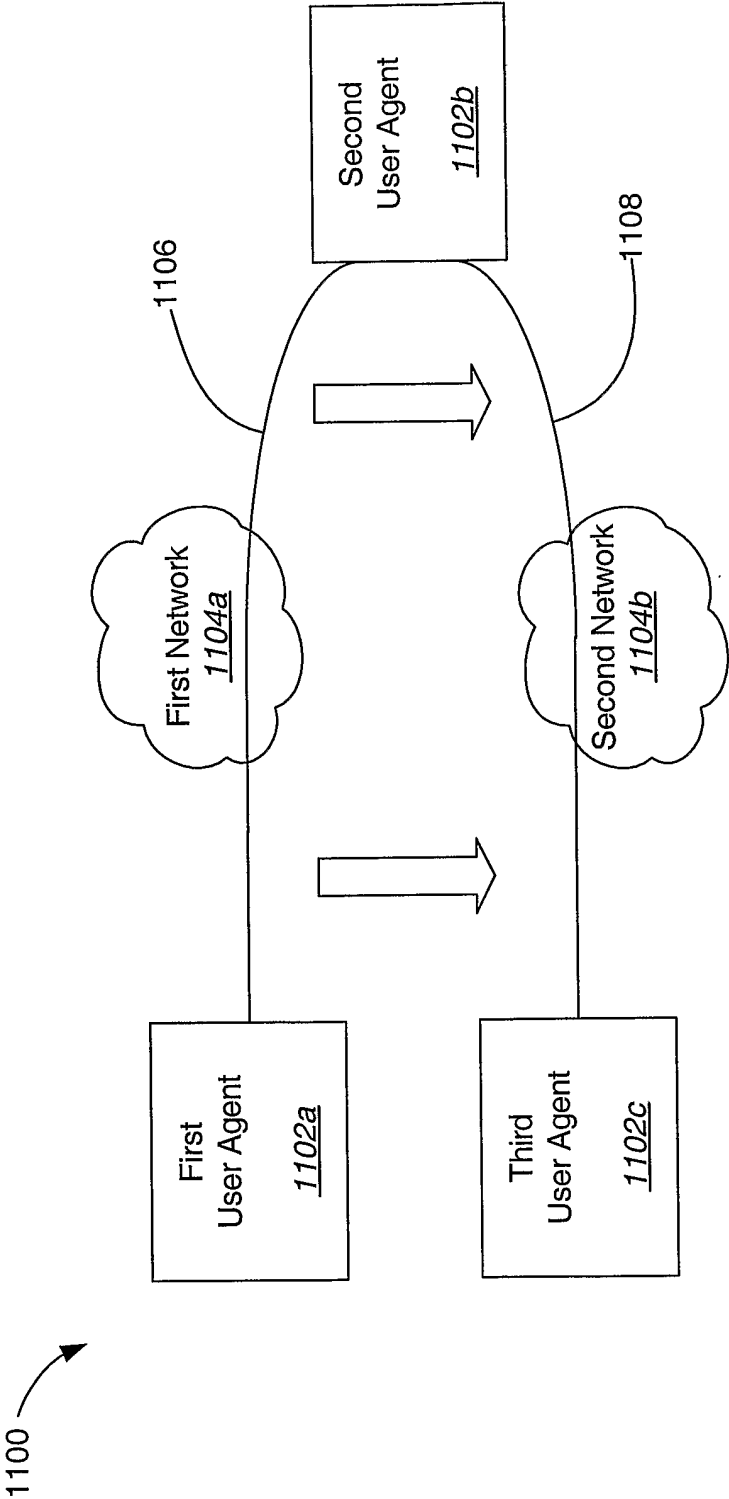 1100
First
User Agent
1102a
First Network
1104a
1106
Second
User Agent
1102b
Third
User Agent
1102c
Second Network
1104b
1108